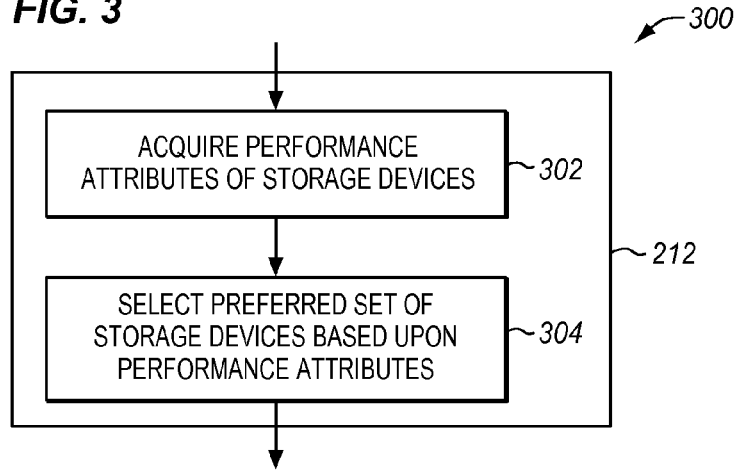 FIG. 3
300
ACQUIRE PERFORMANCE
ATTRIBUTES OF STORAGE DEVICES
302
212
SELECT PREFERRED SET OF
STORAGE DEVICES BASED UPON
PERFORMANCE ATTRIBUTES
304